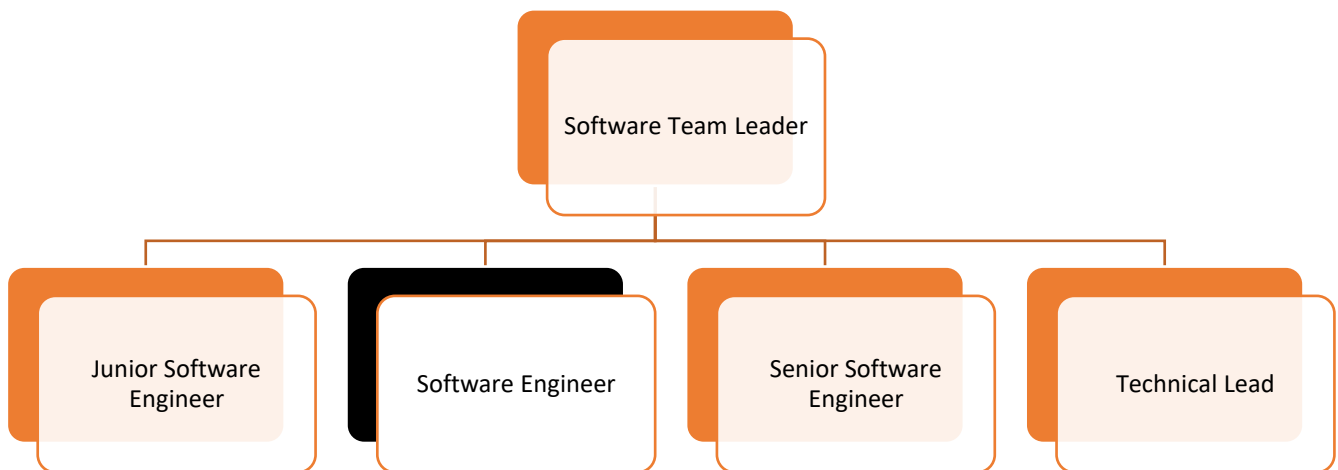 Software Team Leader
Junior Software
Engineer
Software Engineer
Senior Software
Engineer
Technical Lead